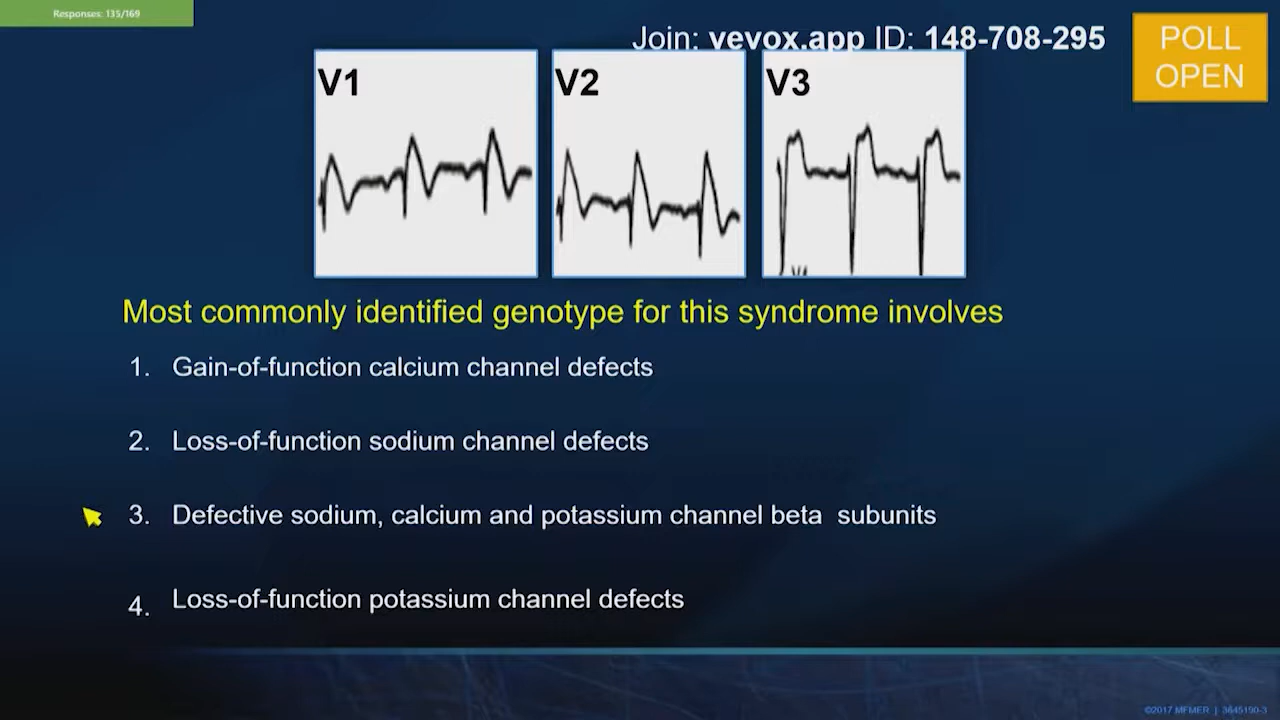 Responses: 135/169
Join: vevox.app ID: 148-708-295
POLL
OPEN
V1
V2
V3
Most commonly identified genotype for this syndrome involves
1. Gain-of-function calcium channel defects
2. Loss-of-function sodium channel defects
3. Defective sodium, calcium and potassium channel beta subunits
4. Loss-of-function potassium channel defects
©2017 MFMER | 3645190-3